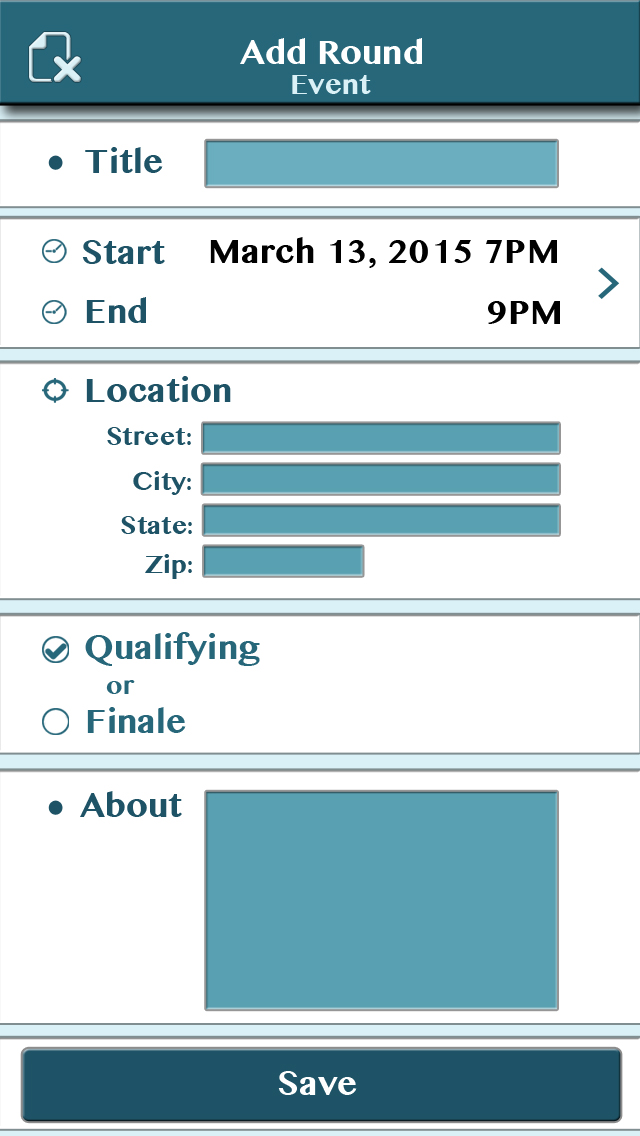 Add Round
Event
Title
Start March 13, 2015 7PM
End 9PM
Location
Street:
City:
State:
Zip:
Qualifying
or
Finale
About
Save